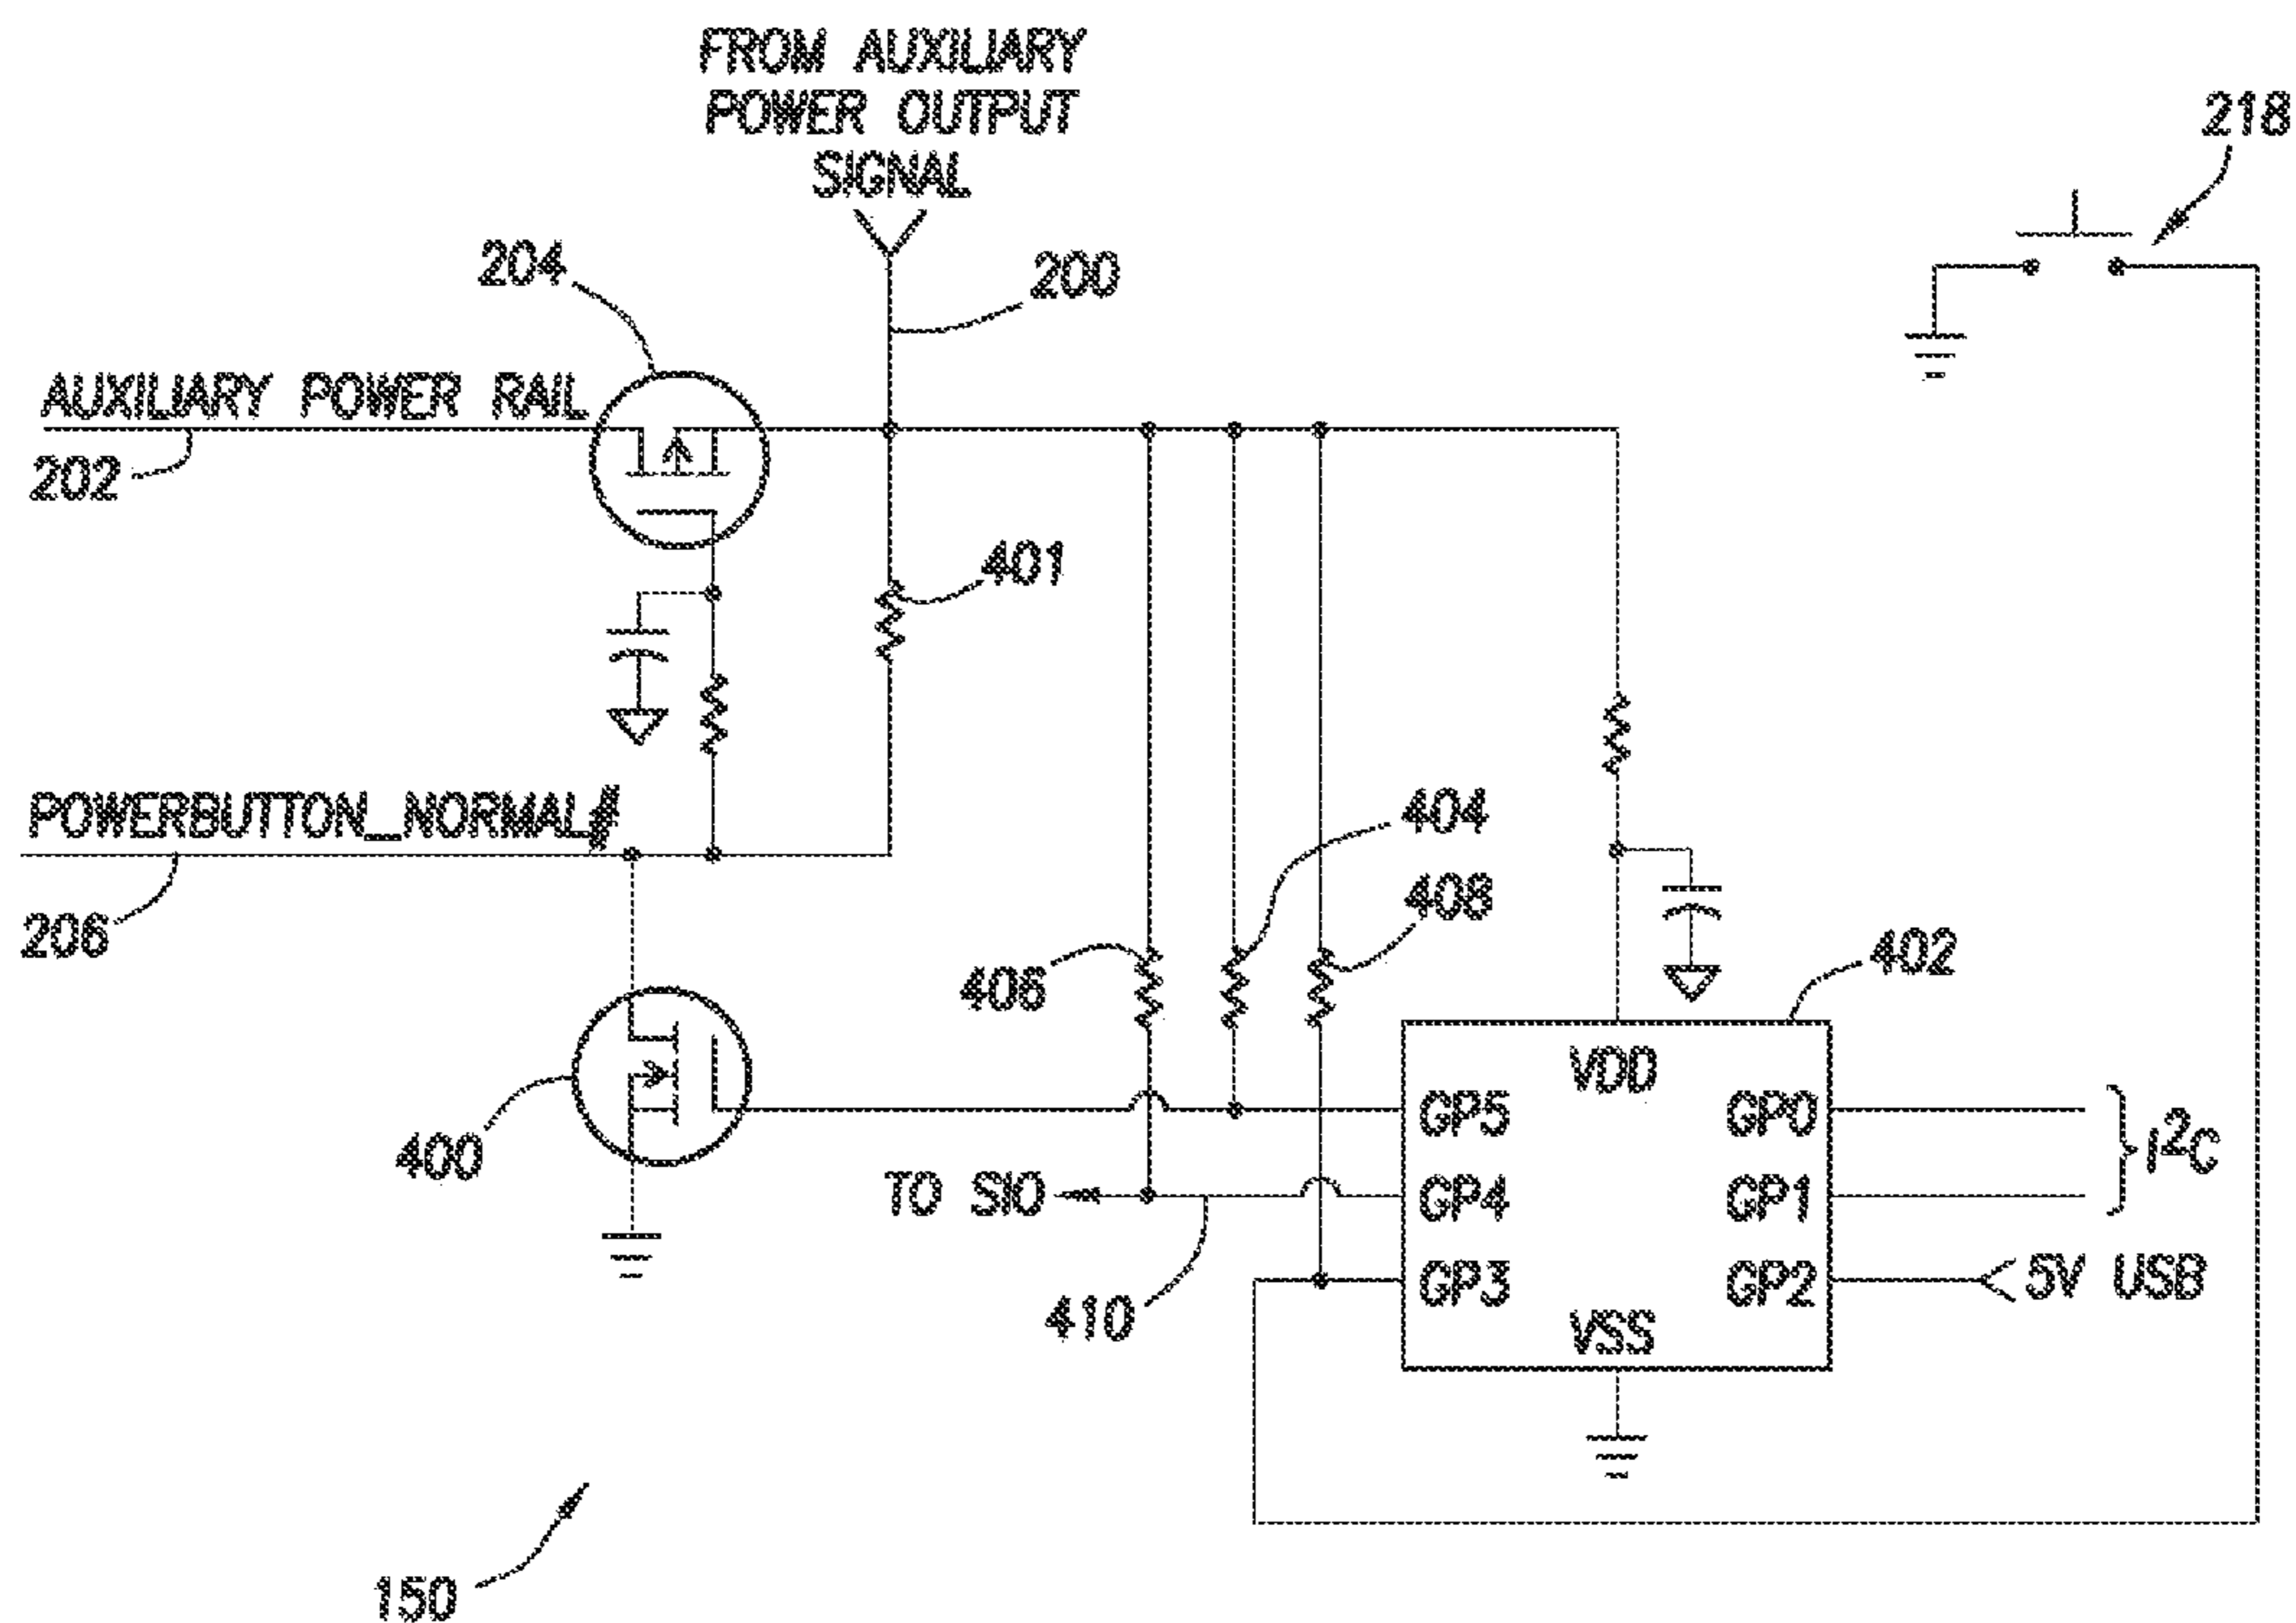 FROM AUXILIARY
POWER OUTPUT
SIGNAL
218
204
200
AUXILIARY POWER RAIL
202
401
POWERBUTTON_NORMAL#
404
206
408
406
402
VDD
GP5
GP0
400
I²C
TO SIO
GP4
GP1
GP3
GP2
5V USB
410
VSS
150